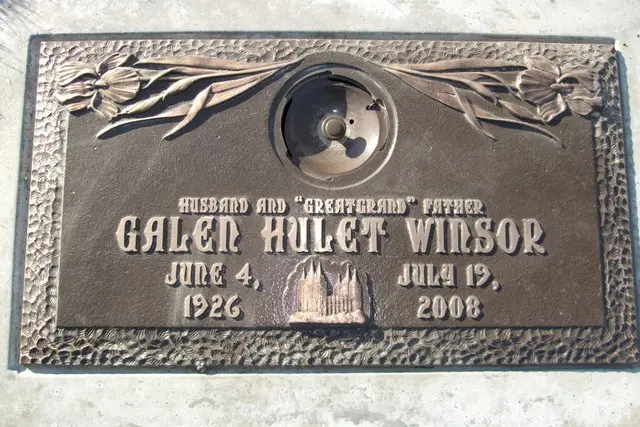 HUSBAND AND "GREATGRAND" FATHER
GALEN HULET WINSOR
JUNE 4, JULY 19,
1926 2008